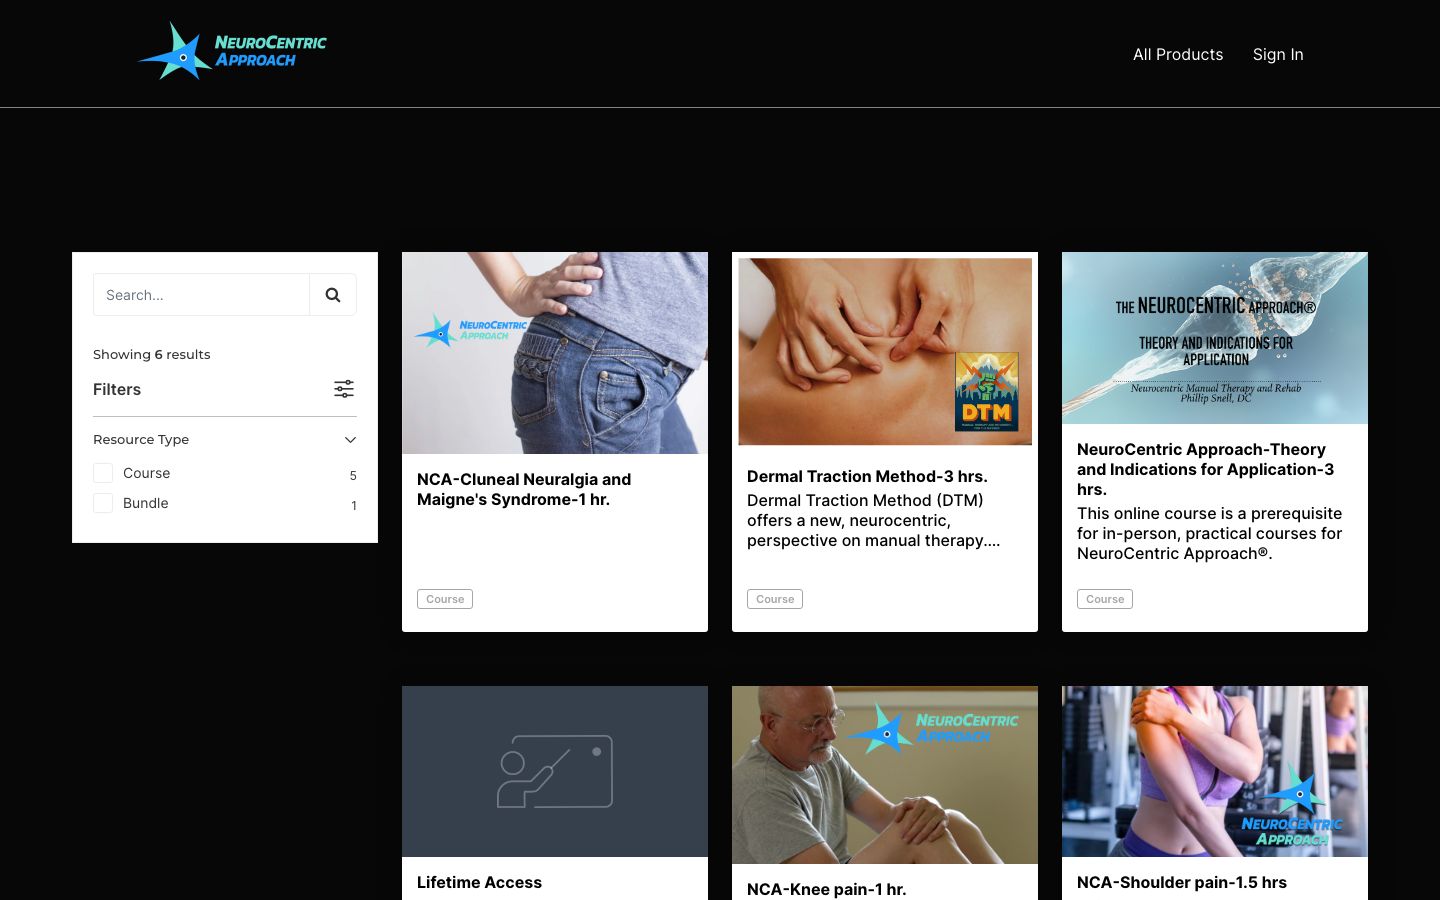 NEUROCENTRIC
APPROACH
All Products
Sign In
Search...
Showing 6 results
Filters
Resource Type
Course
5
Bundle
1
NEUROCENTRIC
APPROACH
NCA-Cluneal Neuralgia and
Maigne's Syndrome-1 hr.
Course
DTM
Dermal Traction Method-3 hrs.
Dermal Traction Method (DTM)
offers a new, neurocentric,
perspective on manual therapy....
Course
THE NEUROCENTRIC APPROACH®
THEORY AND INDICATIONS FOR
APPLICATION
Neurocentric Manual Therapy and Rehab
Phillip Snell, DC
NeuroCentric Approach-Theory
and Indications for Application-3
hrs.
This online course is a prerequisite
for in-person, practical courses for
NeuroCentric Approach®.
Course
Lifetime Access
NEUROCENTRIC
APPROACH
NCA-Knee pain-1 hr.
NEUROCENTRIC
APPROACH
NCA-Shoulder pain-1.5 hrs